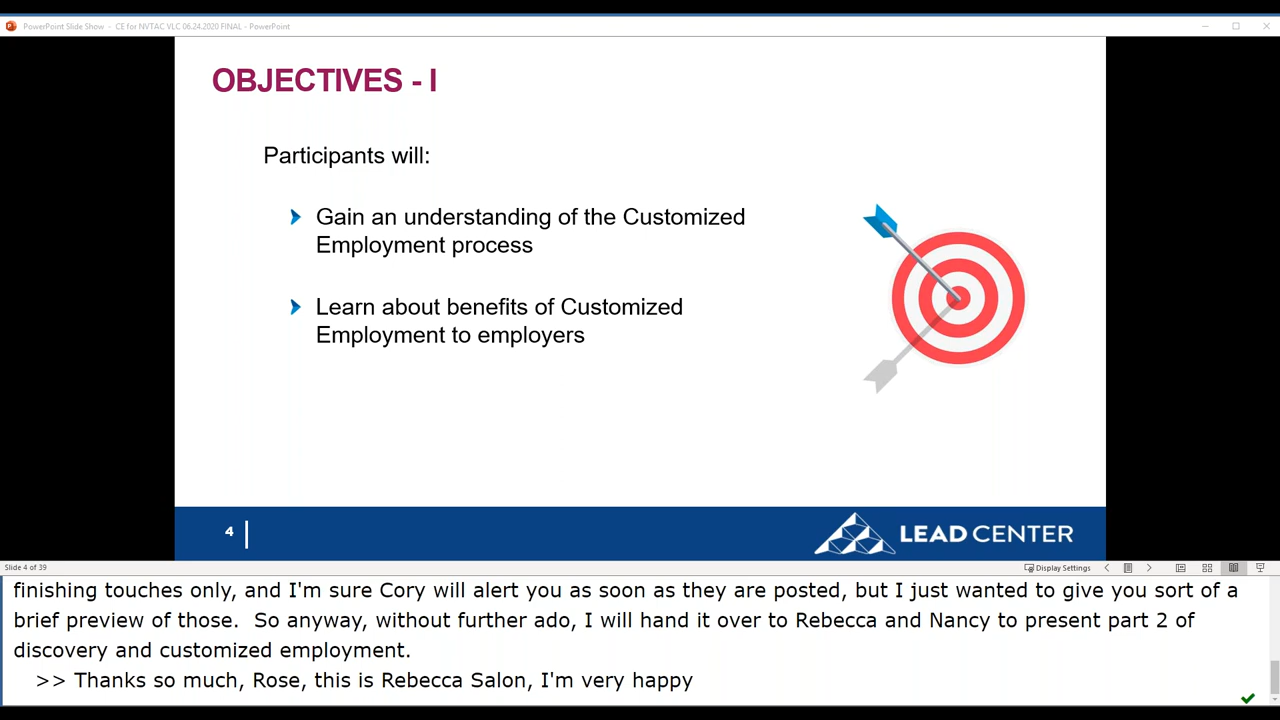 PowerPoint Slide Show - CE for NVTAC VLC 06.24.2020 FINAL - PowerPoint
OBJECTIVES - I
Participants will:
Gain an understanding of the Customized
Employment process
Learn about benefits of Customized
Employment to employers
4
LEAD CENTER
Slide 4 of 39
Display Settings
finishing touches only, and I'm sure Cory will alert you as soon as they are posted, but I just wanted to give you sort of a
brief preview of those.  So anyway, without further ado, I will hand it over to Rebecca and Nancy to present part 2 of
discovery and customized employment.
>> Thanks so much, Rose, this is Rebecca Salon, I'm very happy